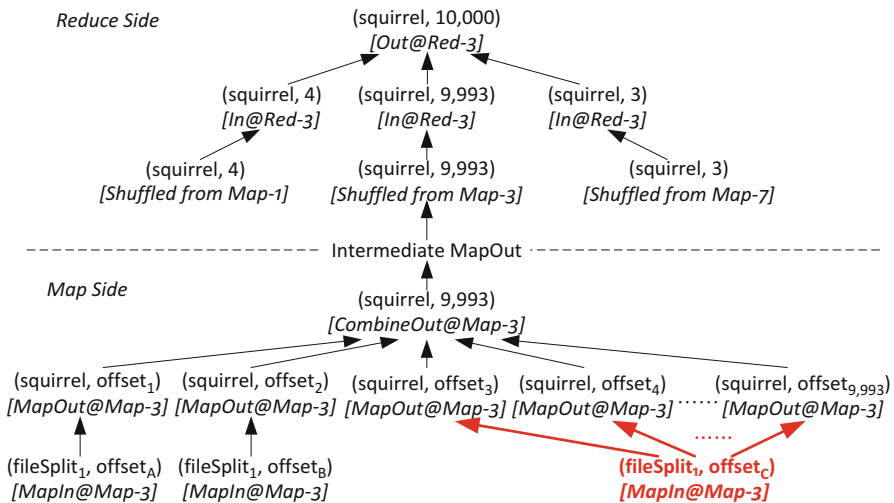 Reduce Side
(squirrel, 10,000)
[Out@Red-3]
(squirrel, 4) (squirrel, 9,993) (squirrel, 3)
[In@Red-3] [In@Red-3] [In@Red-3]
(squirrel, 4) (squirrel, 9,993) (squirrel, 3)
[Shuffled from Map-1] [Shuffled from Map-3] [Shuffled from Map-7]
Intermediate MapOut
Map Side
(squirrel, 9,993)
[CombineOut@Map-3]
(squirrel, offset₁) (squirrel, offset₂) (squirrel, offset₃) (squirrel, offset₄) ...... (squirrel, offset₉,₉₉₃)
[MapOut@Map-3] [MapOut@Map-3] [MapOut@Map-3] [MapOut@Map-3] [MapOut@Map-3]
......
(fileSplit₁, offset_A) (fileSplit₁, offset_B) (fileSplit₁, offset_C)
[MapIn@Map-3] [MapIn@Map-3] [MapIn@Map-3]